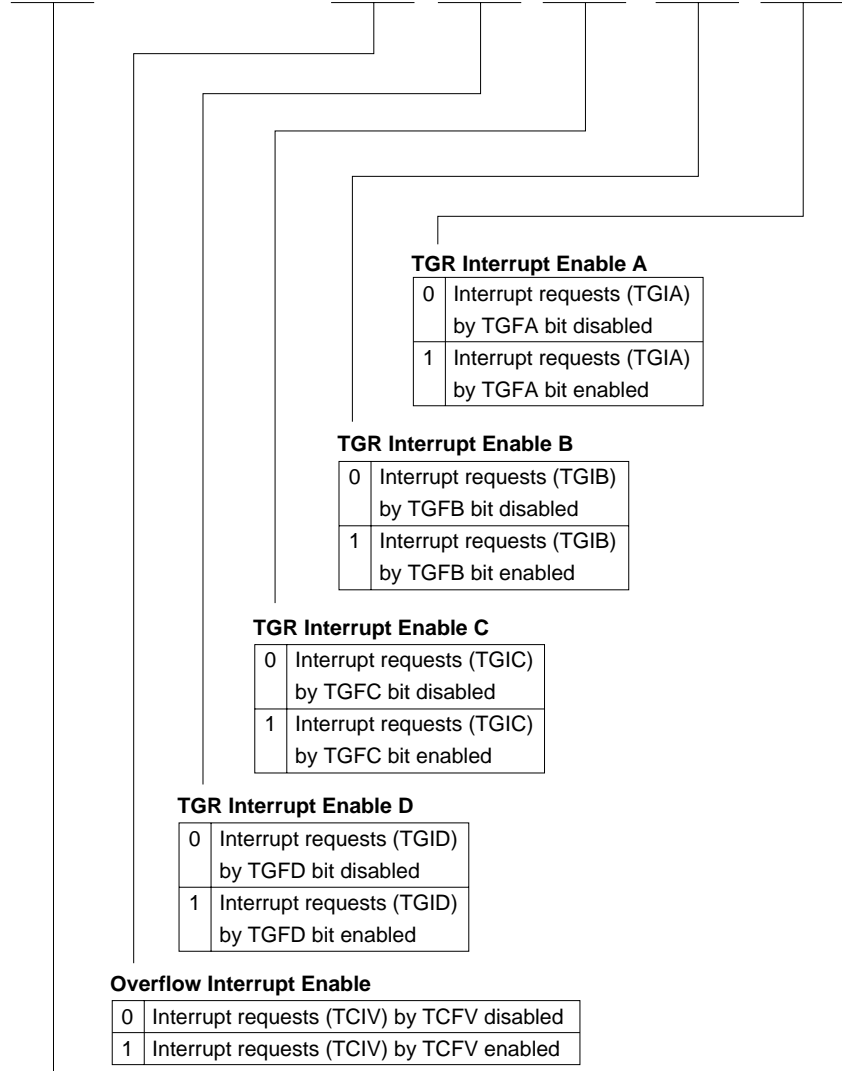 TGR Interrupt Enable A
0 Interrupt requests (TGIA)
by TGFA bit disabled
1 Interrupt requests (TGIA)
by TGFA bit enabled
TGR Interrupt Enable B
0 Interrupt requests (TGIB)
by TGFB bit disabled
1 Interrupt requests (TGIB)
by TGFB bit enabled
TGR Interrupt Enable C
0 Interrupt requests (TGIC)
by TGFC bit disabled
1 Interrupt requests (TGIC)
by TGFC bit enabled
TGR Interrupt Enable D
0 Interrupt requests (TGID)
by TGFD bit disabled
1 Interrupt requests (TGID)
by TGFD bit enabled
Overflow Interrupt Enable
0 Interrupt requests (TCIV) by TCFV disabled
1 Interrupt requests (TCIV) by TCFV enabled